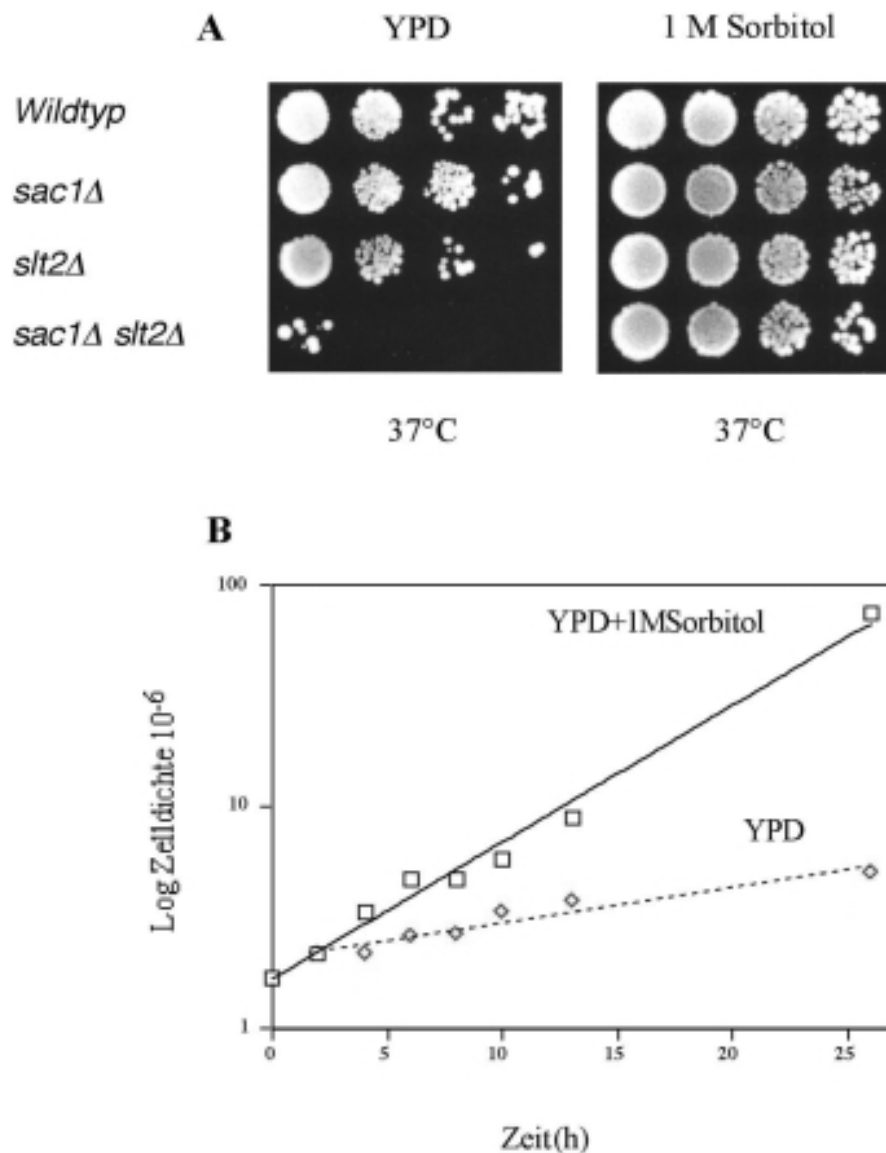 A YPD 1 M Sorbitol
Wildtyp
sac1Δ
slt2Δ
sac1Δ slt2Δ
37°C 37°C
B
100
YPD+1MSorbitol
Log Zelldichte 10-6
10
YPD
1
0 5 10 15 20 25
Zeit(h)